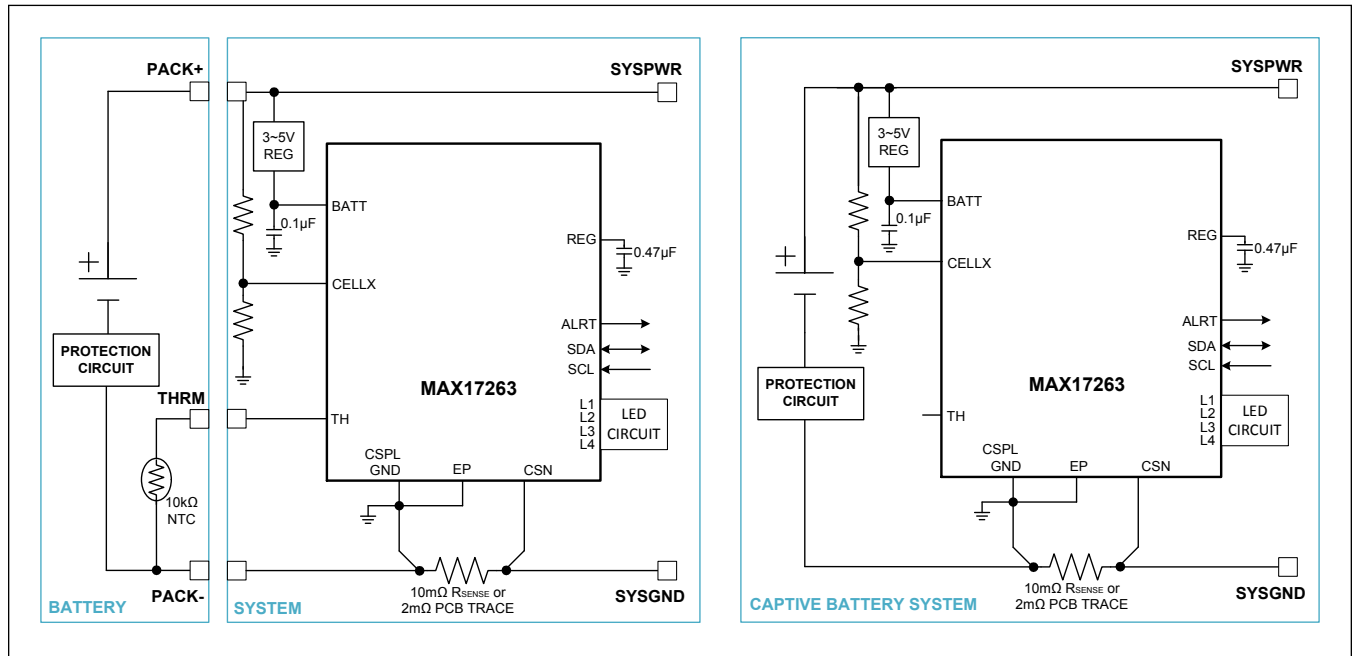 PACK+
SYSPWR
3~5V
REG
BATT
0.1µF
REG
0.47µF
+
CELLX
PROTECTION
CIRCUIT
ALRT
SDA
SCL
MAX17263
THRM
TH
L1
L2
L3
L4
LED
CIRCUIT
CSPL
GND
EP
CSN
10kΩ
NTC
PACK-
10mΩ RSENSE or
2mΩ PCB TRACE
SYSGND
BATTERY
SYSTEM
SYSPWR
3~5V
REG
BATT
0.1µF
REG
0.47µF
+
CELLX
PROTECTION
CIRCUIT
ALRT
SDA
SCL
MAX17263
TH
L1
L2
L3
L4
LED
CIRCUIT
CSPL
GND
EP
CSN
10mΩ RSENSE or
2mΩ PCB TRACE
SYSGND
CAPTIVE BATTERY SYSTEM